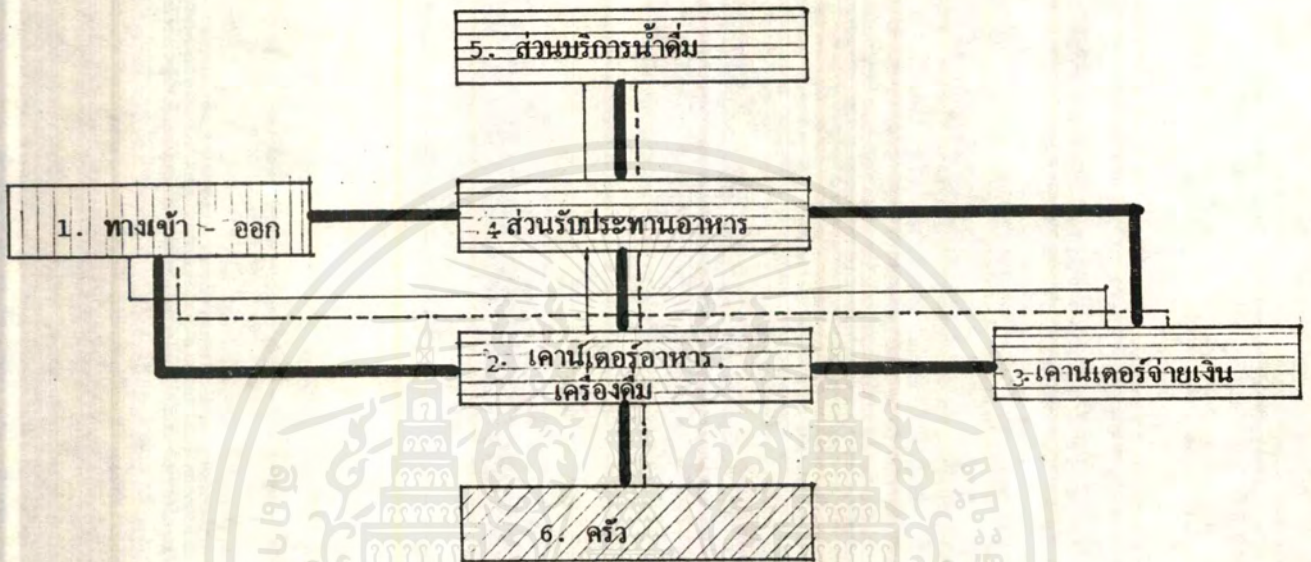 5. ส่วนบริการน้ำดื่ม
1. ทางเข้า - ออก
4 ส่วนรับประทานอาหาร
2. เคาน์เตอร์อาหาร.
เครื่องดื่ม
3. เคาน์เตอร์จ่ายเงิน
6. ครัว